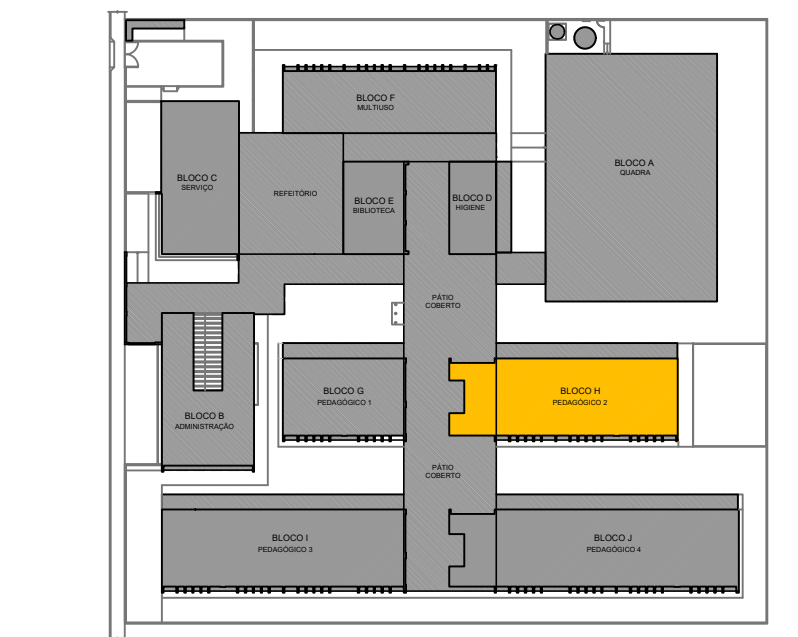 BLOCO F
MULTIUSO
BLOCO A
QUADRA
BLOCO C
SERVIÇO
REFEITÓRIO
BLOCO E
BIBLIOTECA
BLOCO D
HIGIENE
PÁTIO
COBERTO
BLOCO G
PEDAGÓGICO 1
BLOCO H
PEDAGÓGICO 2
BLOCO B
ADMINISTRAÇÃO
PÁTIO
COBERTO
BLOCO I
PEDAGÓGICO 3
BLOCO J
PEDAGÓGICO 4